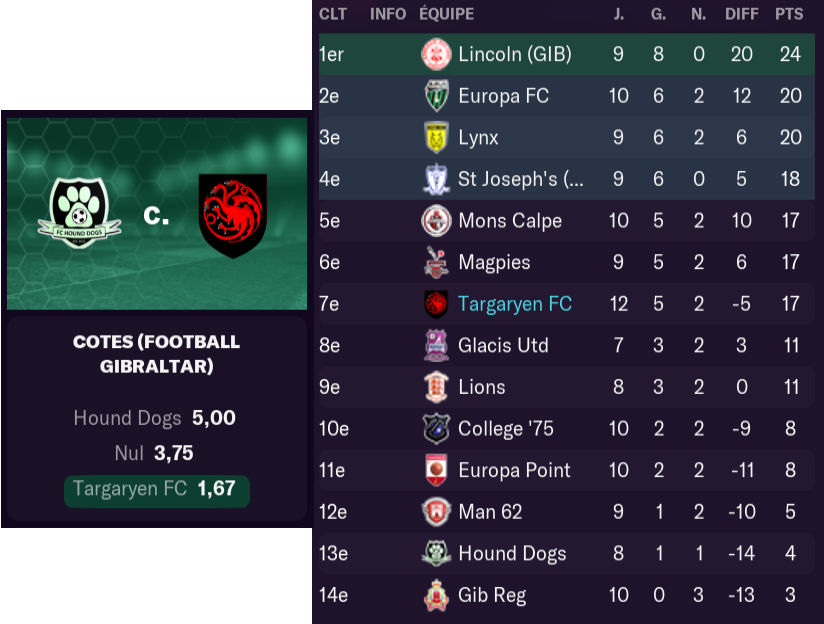 FC HOUND DOGS
c.
COTES (FOOTBALL
GIBRALTAR)
Hound Dogs 5,00
Nul 3,75
Targaryen FC 1,67
CLT INFO ÉQUIPE J. G. N. DIFF PTS
1er Lincoln (GIB) 9 8 0 20 24
2e Europa FC 10 6 2 12 20
3e Lynx 9 6 2 6 20
4e St Joseph's (... 9 6 0 5 18
5e Mons Calpe 10 5 2 10 17
6e Magpies 9 5 2 6 17
7e Targaryen FC 12 5 2 -5 17
8e Glacis Utd 7 3 2 3 11
9e Lions 8 3 2 0 11
10e College '75 10 2 2 -9 8
11e Europa Point 10 2 2 -11 8
12e Man 62 9 1 2 -10 5
13e Hound Dogs 8 1 1 -14 4
14e Gib Reg 10 0 3 -13 3